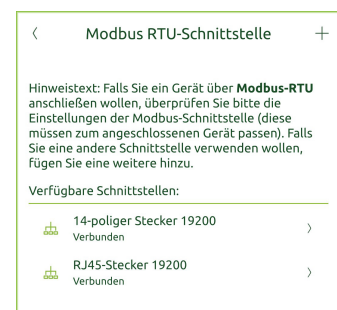 Modbus RTU-Schnittstelle
Hinweistext: Falls Sie ein Gerät über Modbus-RTU
anschließen wollen, überprüfen Sie bitte die
Einstellungen der Modbus-Schnittstelle (diese
müssen zum angeschlossenen Gerät passen). Falls
Sie eine andere Schnittstelle verwenden wollen,
fügen Sie eine weitere hinzu.
Verfügbare Schnittstellen:
14-poliger Stecker 19200
Verbunden
RJ45-Stecker 19200
Verbunden